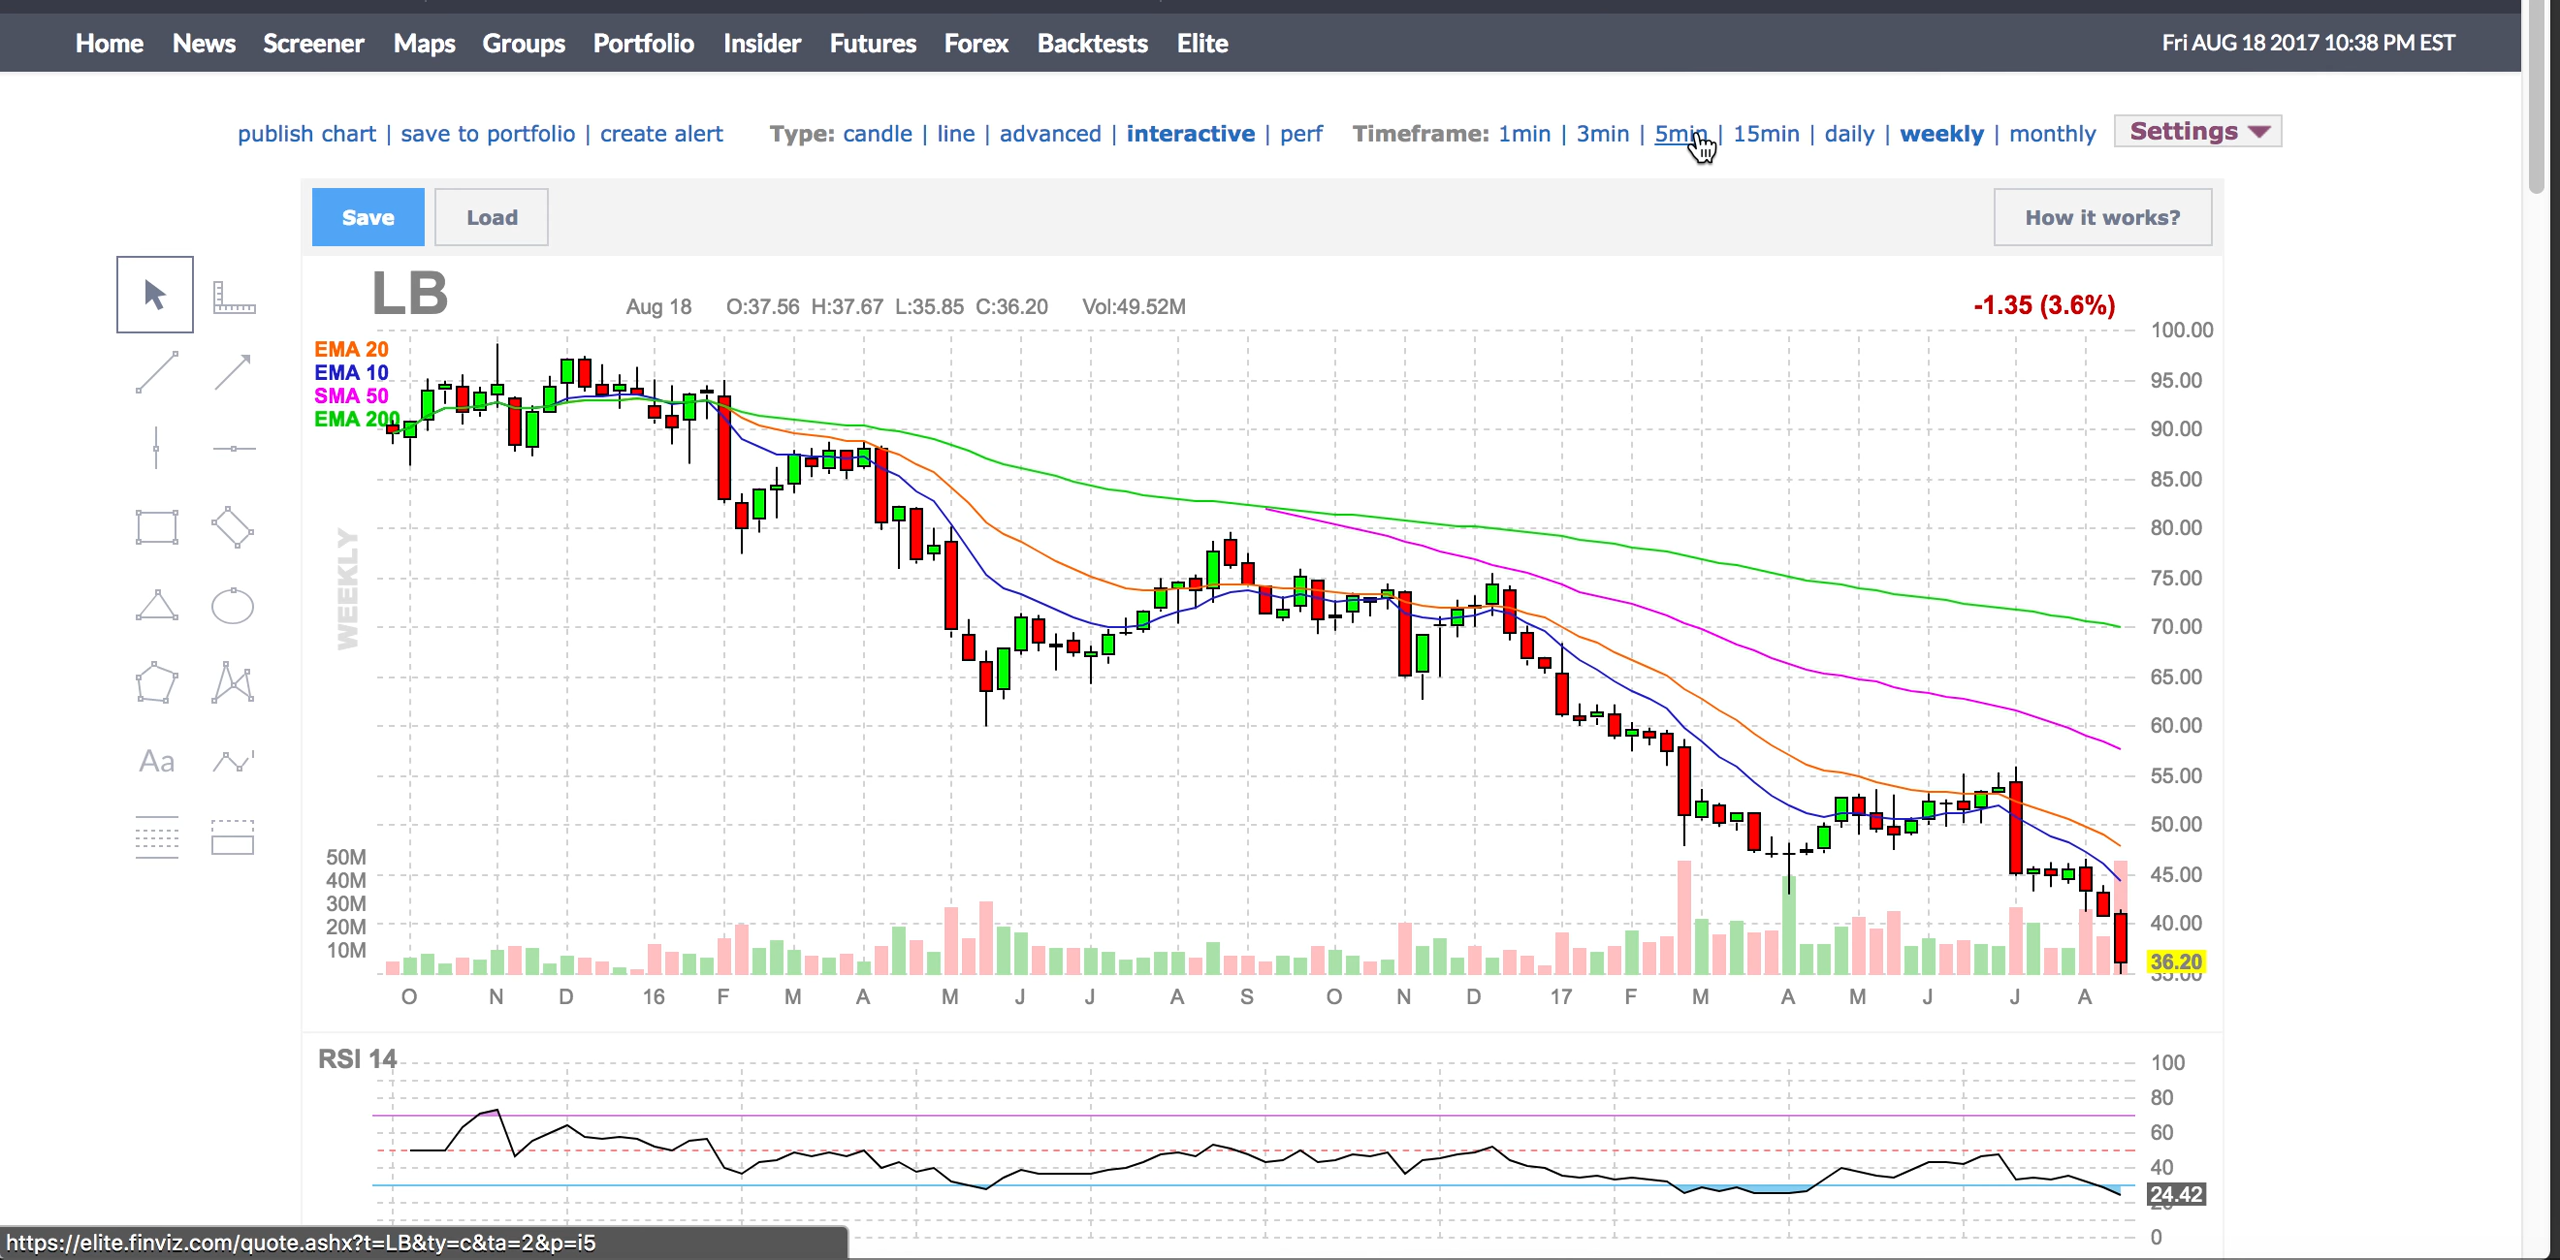 Home News Screener Maps Groups Portfolio Insider Futures Forex Backtests Elite Fri AUG 18 2017 10:38 PM EST
publish chart | save to portfolio | create alert Type: candle | line | advanced | interactive | perf Timeframe: 1min | 3min | 5min | 15min | daily | weekly | monthly Settings
Save Load How it works?
LB Aug 18 O:37.56 H:37.67 L:35.85 C:36.20 Vol:49.52M -1.35 (3.6%)
100.00
EMA 20
EMA 10
95.00
SMA 50
EMA 200
90.00
85.00
80.00
WEEKLY
75.00
70.00
65.00
60.00
Aa
55.00
50.00
50M
45.00
40M
30M
40.00
20M
10M
36.20
35.00
O N D 16 F M A M J J A S O N D 17 F M A M J J A
RSI 14 100
80
60
40
24.42
0
https://elite.finviz.com/quote.ashx?t=LB&ty=c&ta=2&p=i5